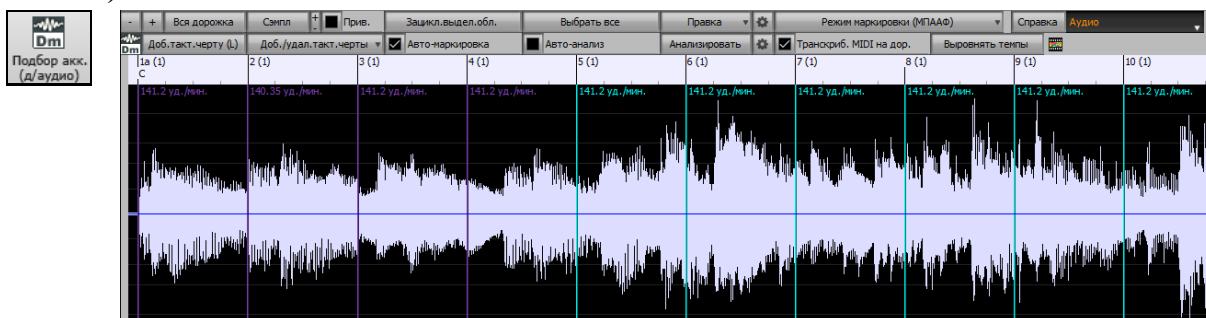 - + Вся дорожка Сэмпл + - Прив. Зацикл.выдел.обл. Выбрать все Правка Режим маркировки (МПААФ) Справка Аудио
Dm Доб.такт.черту (L) Доб./удал.такт.черты Авто-маркировка Авто-анализ Анализировать Транскриб. MIDI на дор. Выровнять темпы
Dm
Подбор акк.
(д/аудио)
1a (1) 2 (1) 3 (1) 4 (1) 5 (1) 6 (1) 7 (1) 8 (1) 9 (1) 10 (1)
C
141.2 уд./мин. 140.35 уд./мин. 141.2 уд./мин. 141.2 уд./мин. 141.2 уд./мин. 141.2 уд./мин. 141.2 уд./мин. 141.2 уд./мин. 141.2 уд./мин. 141.2 уд./мин.